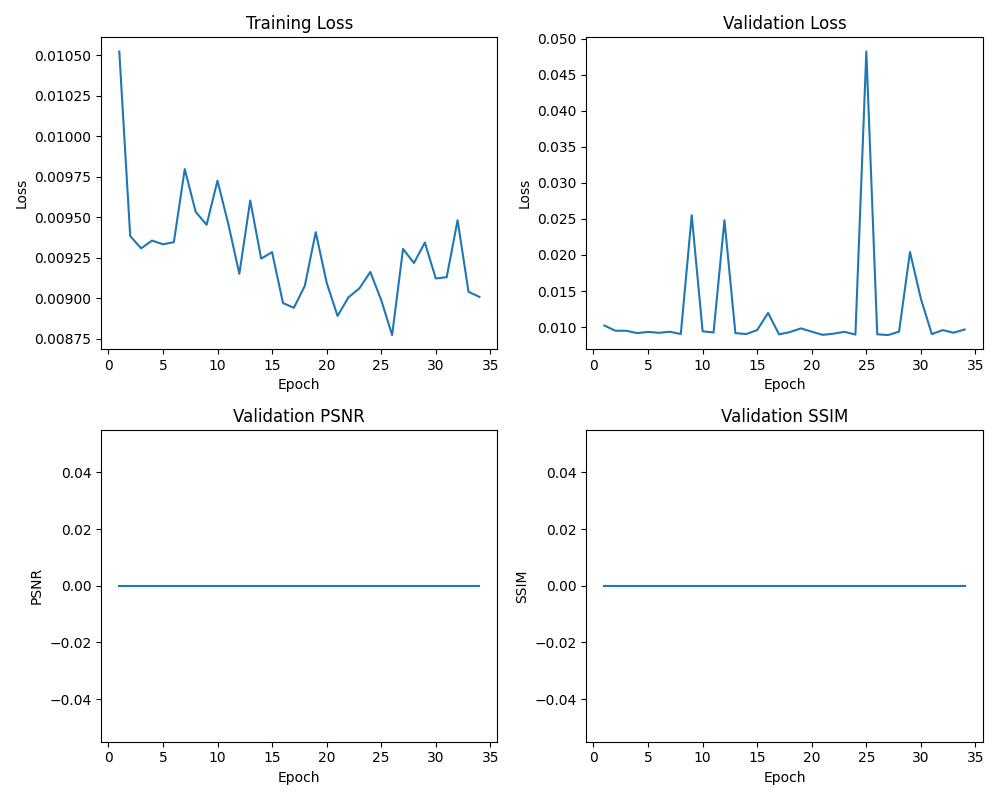 Training Loss
Loss
0.01050
0.01025
0.01000
0.00975
0.00950
0.00925
0.00900
0.00875
0 5 10 15 20 25 30 35
Epoch
Validation Loss
Loss
0.050
0.045
0.040
0.035
0.030
0.025
0.020
0.015
0.010
0 5 10 15 20 25 30 35
Epoch
Validation PSNR
PSNR
0.04
0.02
0.00
−0.02
−0.04
0 5 10 15 20 25 30 35
Epoch
Validation SSIM
SSIM
0.04
0.02
0.00
−0.02
−0.04
0 5 10 15 20 25 30 35
Epoch